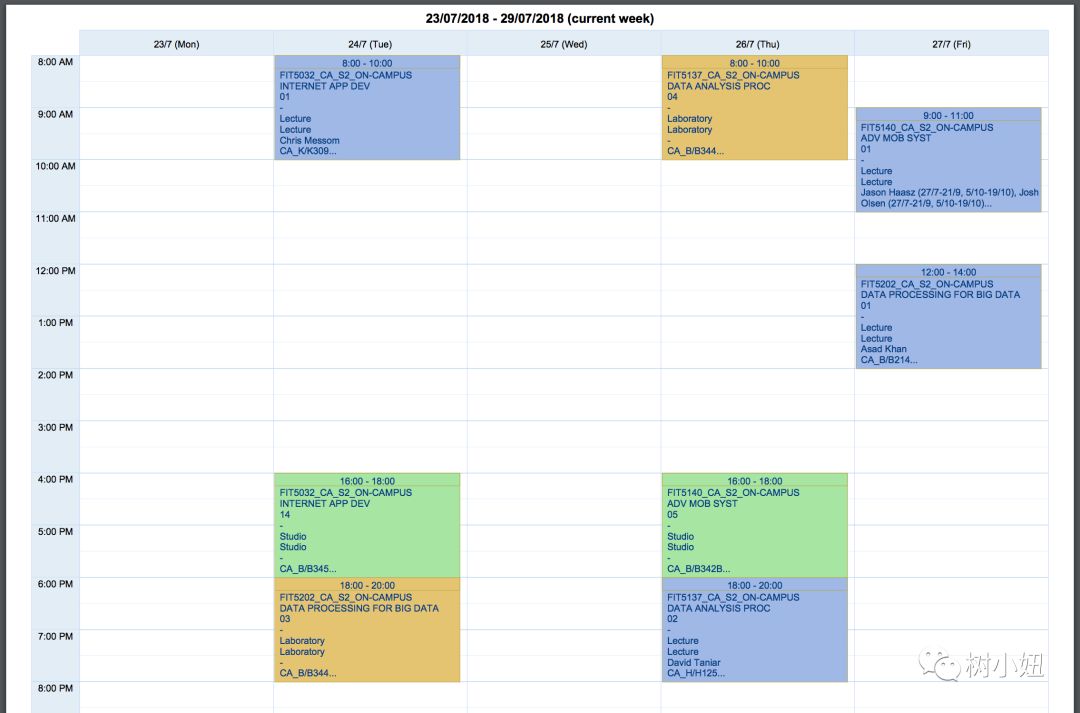 23/07/2018 - 29/07/2018 (current week)
23/7 (Mon)
24/7 (Tue)
25/7 (Wed)
26/7 (Thu)
27/7 (Fri)
8:00 AM
9:00 AM
10:00 AM
11:00 AM
12:00 PM
1:00 PM
2:00 PM
3:00 PM
4:00 PM
5:00 PM
6:00 PM
7:00 PM
8:00 PM
8:00 - 10:00
FIT5032_CA_S2_ON-CAMPUS
INTERNET APP DEV
01
-
Lecture
Lecture
Chris Messom
CA_K/K309...
16:00 - 18:00
FIT5032_CA_S2_ON-CAMPUS
INTERNET APP DEV
14
-
Studio
Studio
-
CA_B/B345...
18:00 - 20:00
FIT5202_CA_S2_ON-CAMPUS
DATA PROCESSING FOR BIG DATA
03
-
Laboratory
Laboratory
-
CA_B/B344...
8:00 - 10:00
FIT5137_CA_S2_ON-CAMPUS
DATA ANALYSIS PROC
04
-
Laboratory
Laboratory
-
CA_B/B344...
16:00 - 18:00
FIT5140_CA_S2_ON-CAMPUS
ADV MOB SYST
05
-
Studio
Studio
-
CA_B/B342B...
18:00 - 20:00
FIT5137_CA_S2_ON-CAMPUS
DATA ANALYSIS PROC
02
-
Lecture
Lecture
David Taniar
CA_H/H125...
9:00 - 11:00
FIT5140_CA_S2_ON-CAMPUS
ADV MOB SYST
01
-
Lecture
Lecture
Jason Haasz (27/7-21/9, 5/10-19/10), Josh
Olsen (27/7-21/9, 5/10-19/10)...
12:00 - 14:00
FIT5202_CA_S2_ON-CAMPUS
DATA PROCESSING FOR BIG DATA
01
-
Lecture
Lecture
Asad Khan
CA_B/B214...
树小妞